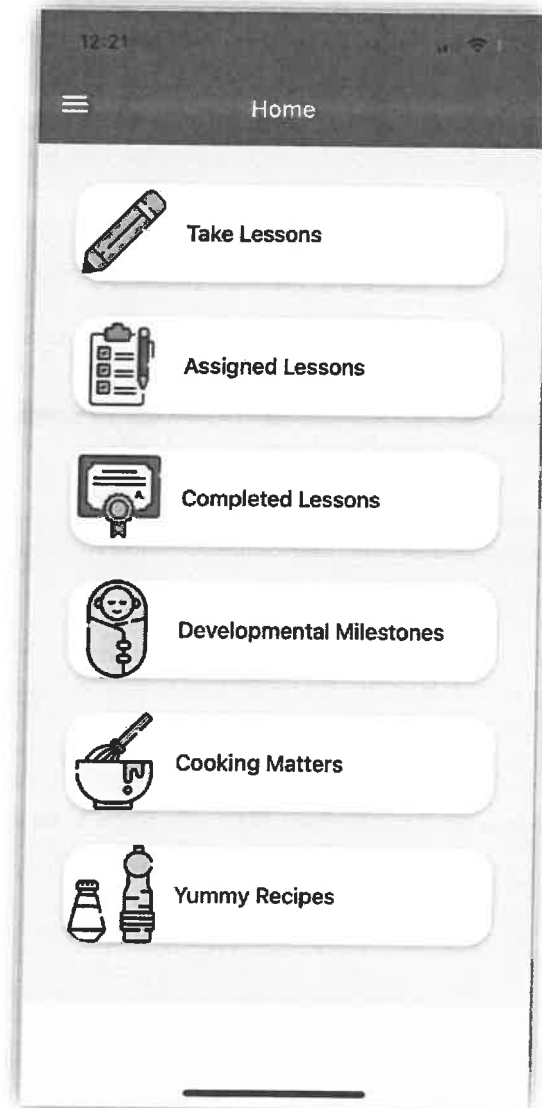 12:21
Home
Take Lessons
Assigned Lessons
Completed Lessons
Developmental Milestones
Cooking Matters
Yummy Recipes